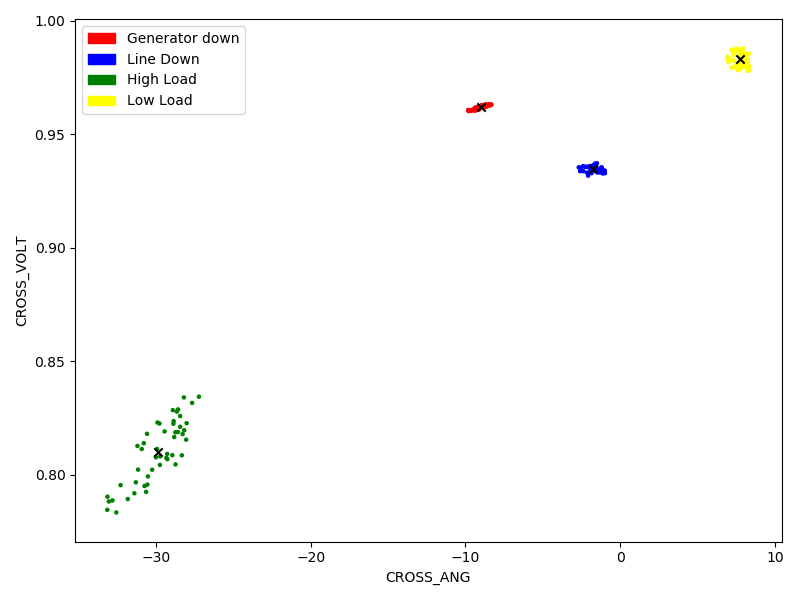 Generator down
Line Down
High Load
Low Load
1.00
0.95
0.90
0.85
0.80
CROSS_VOLT
−30
−20
−10
0
10
CROSS_ANG